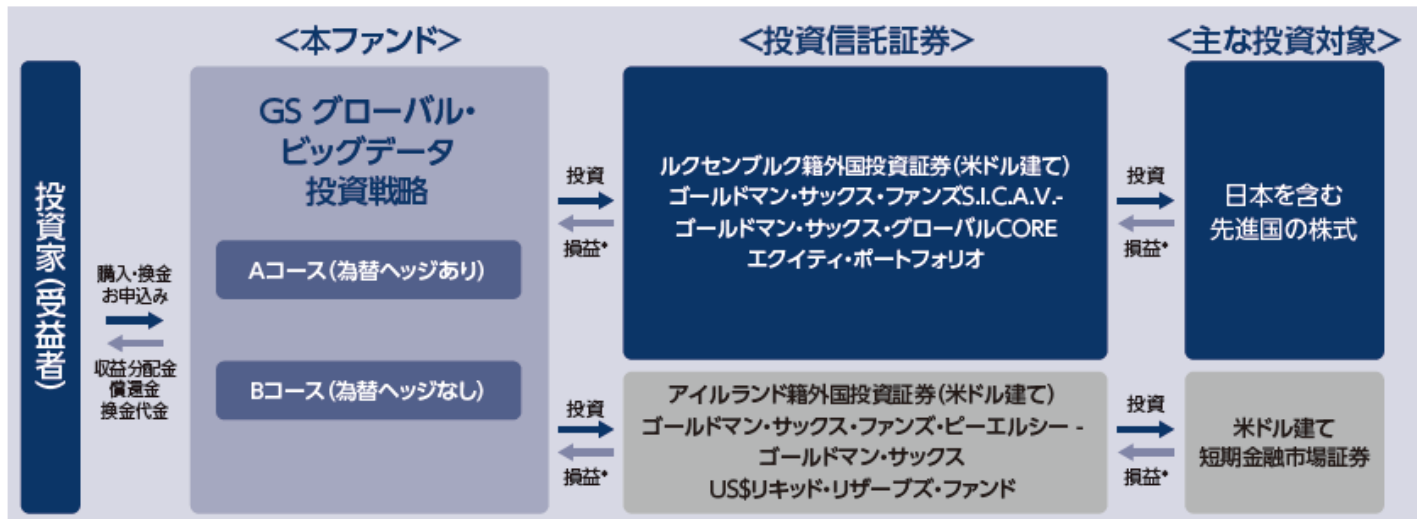 <本ファンド>
<投資信託証券>
<主な投資対象>
投資家(受益者)
購入・換金
お申込み
収益分配金
償還金
換金代金
GS グローバル・
ビッグデータ
投資戦略
Aコース(為替ヘッジあり)
Bコース(為替ヘッジなし)
投資
損益*
ルクセンブルク籍外国投資証券(米ドル建て)
ゴールドマン・サックス・ファンズS.I.C.A.V.-
ゴールドマン・サックス・グローバルCORE
エクイティ・ポートフォリオ
投資
損益*
日本を含む
先進国の株式
投資
損益*
アイルランド籍外国投資証券(米ドル建て)
ゴールドマン・サックス・ファンズ・ピーエルシー -
ゴールドマン・サックス
US$リキッド・リザーブズ・ファンド
投資
損益*
米ドル建て
短期金融市場証券